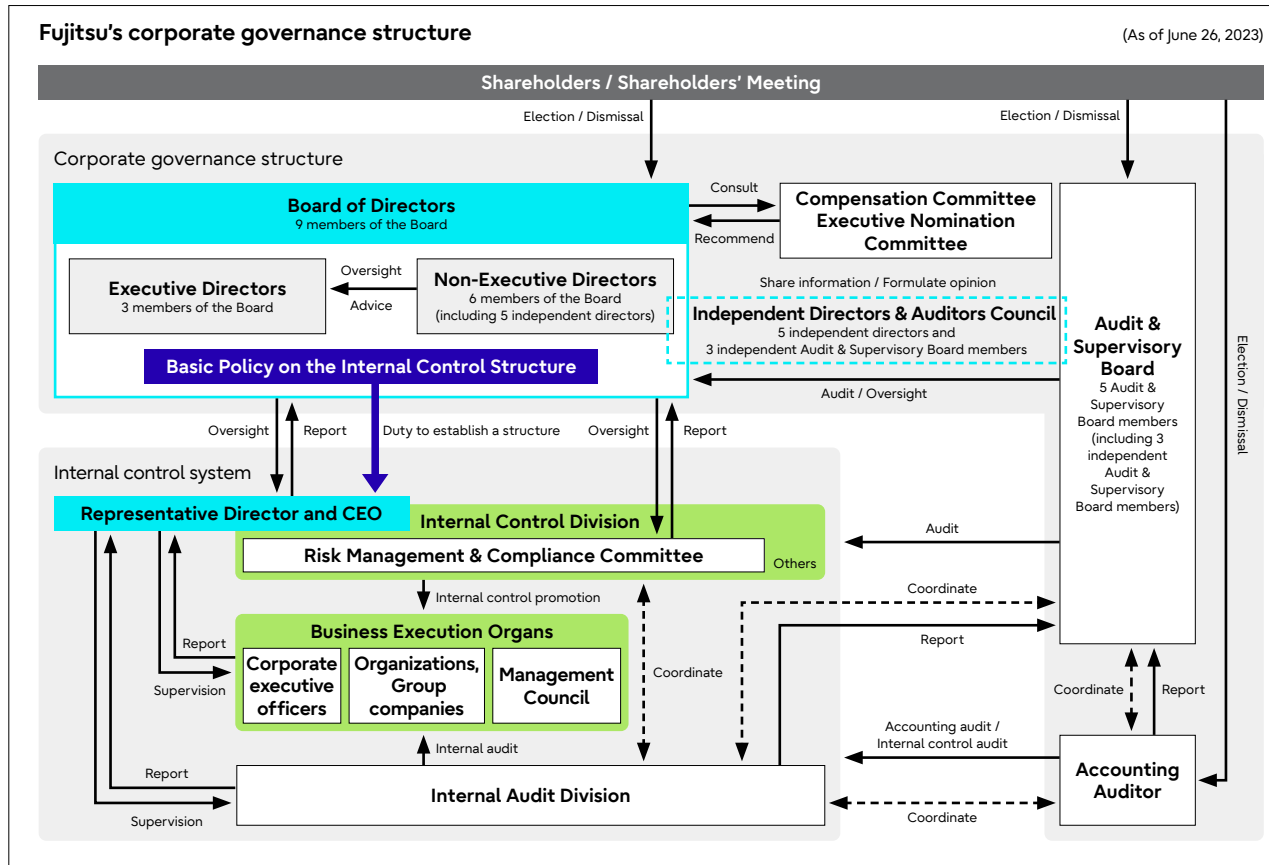 Fujitsu's corporate governance structure
(As of June 26, 2023)
Shareholders / Shareholders' Meeting
Election / Dismissal
Election / Dismissal
Election / Dismissal
Corporate governance structure
Board of Directors
9 members of the Board
Consult
Recommend
Compensation Committee
Executive Nomination
Committee
Executive Directors
3 members of the Board
Oversight
Advice
Non-Executive Directors
6 members of the Board
(including 5 independent directors)
Share information / Formulate opinion
Independent Directors & Auditors Council
5 independent directors and
3 independent Audit & Supervisory Board members
Audit &
Supervisory
Board
5 Audit &
Supervisory
Board members
(including 3
independent
Audit &
Supervisory
Board members)
Basic Policy on the Internal Control Structure
Audit / Oversight
Oversight
Report
Duty to establish a structure
Oversight
Report
Internal control system
Representative Director and CEO
Internal Control Division
Risk Management & Compliance Committee
Others
Audit
Internal control promotion
Coordinate
Report
Business Execution Organs
Corporate
executive
officers
Organizations,
Group
companies
Management
Council
Report
Supervision
Coordinate
Coordinate
Report
Internal audit
Accounting audit /
Internal control audit
Report
Supervision
Internal Audit Division
Accounting
Auditor
Coordinate